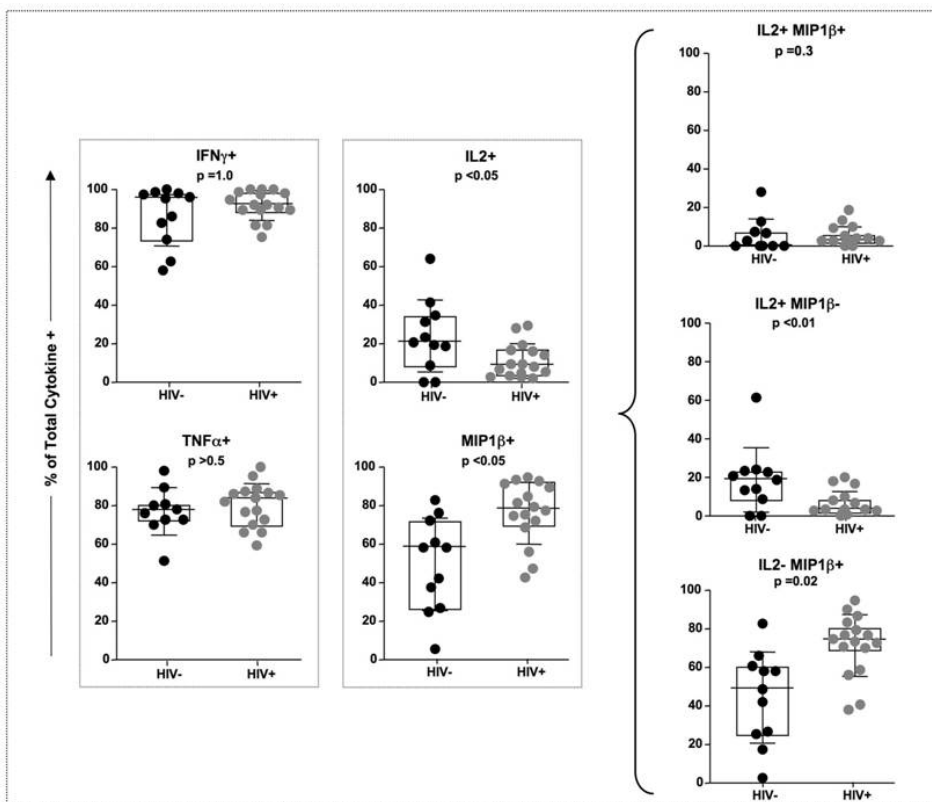 % of Total Cytokine +
IFNγ+
p =1.0
100
80
60
40
20
0
HIV-
HIV+
TNFα+
p >0.5
100
80
60
40
20
0
HIV-
HIV+
IL2+
p <0.05
100
80
60
40
20
0
HIV-
HIV+
MIP1β+
p <0.05
100
80
60
40
20
0
HIV-
HIV+
IL2+ MIP1β+
p =0.3
100
80
60
40
20
0
HIV-
HIV+
IL2+ MIP1β-
p <0.01
100
80
60
40
20
0
HIV-
HIV+
IL2- MIP1β+
p =0.02
100
80
60
40
20
0
HIV-
HIV+